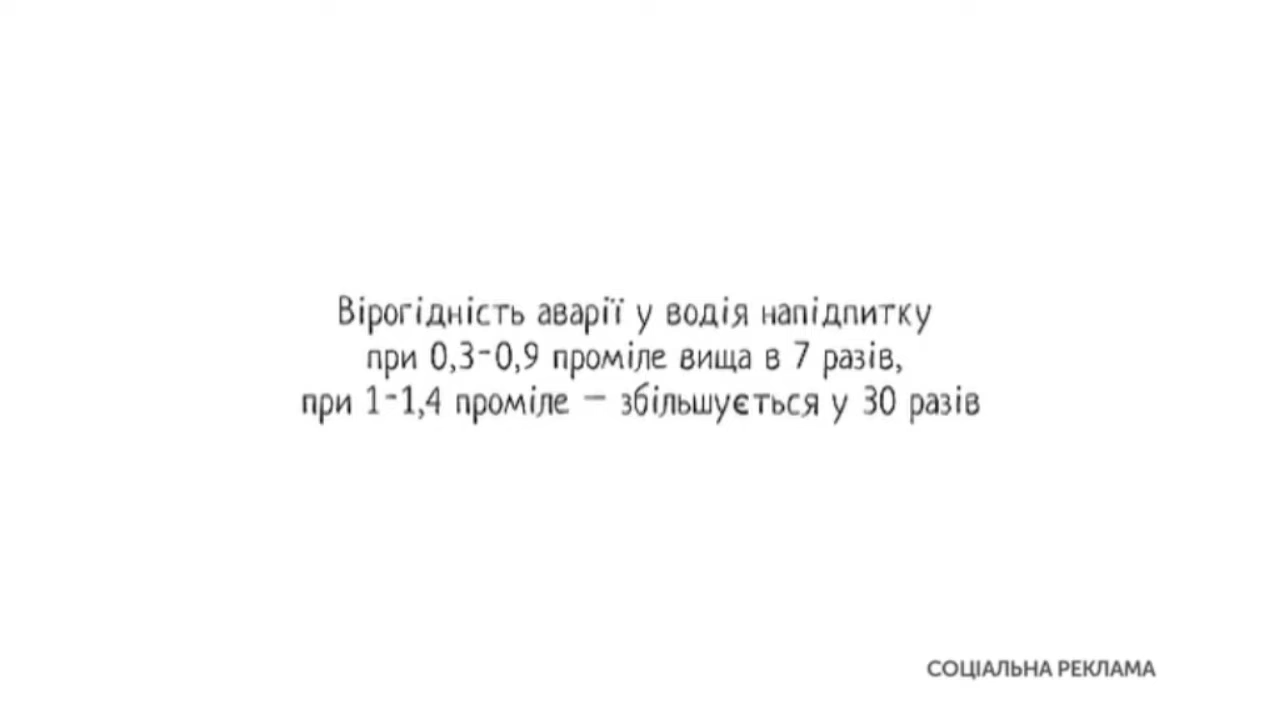 Вірогідність аварії у водія напідпитку
при 0,3-0,9 проміле вища в 7 разів,
при 1-1,4 проміле — збільшується у 30 разів
СОЦІАЛЬНА РЕКЛАМА